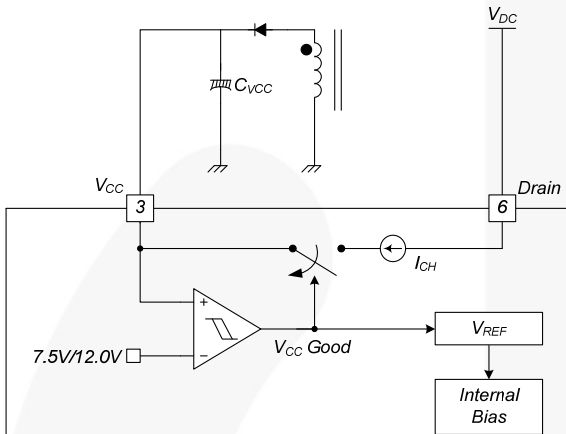 V_DC
C_VCC
V_CC
3
6
Drain
I_CH
+
7.5V/12.0V
−
V_CC Good
V_REF
Internal
Bias